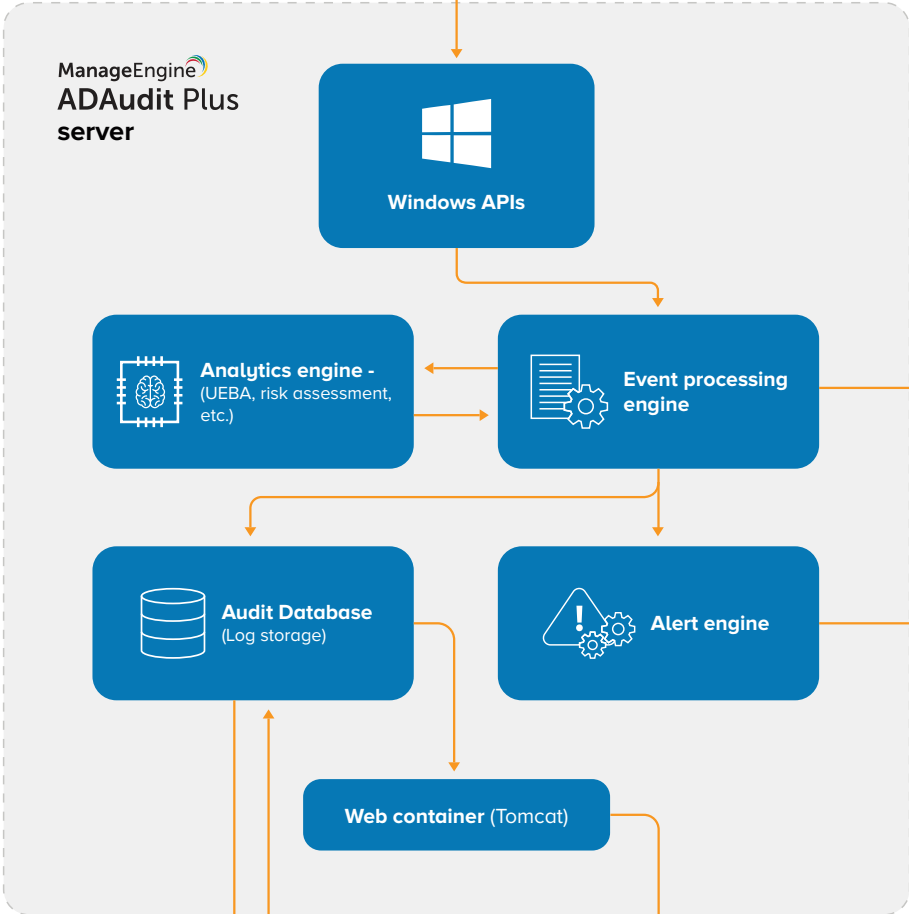 ManageEngine
ADAudit Plus
server
Windows APIs
Analytics engine -
(UEBA, risk assessment,
etc.)
Event processing
engine
Audit Database
(Log storage)
Alert engine
Web container (Tomcat)